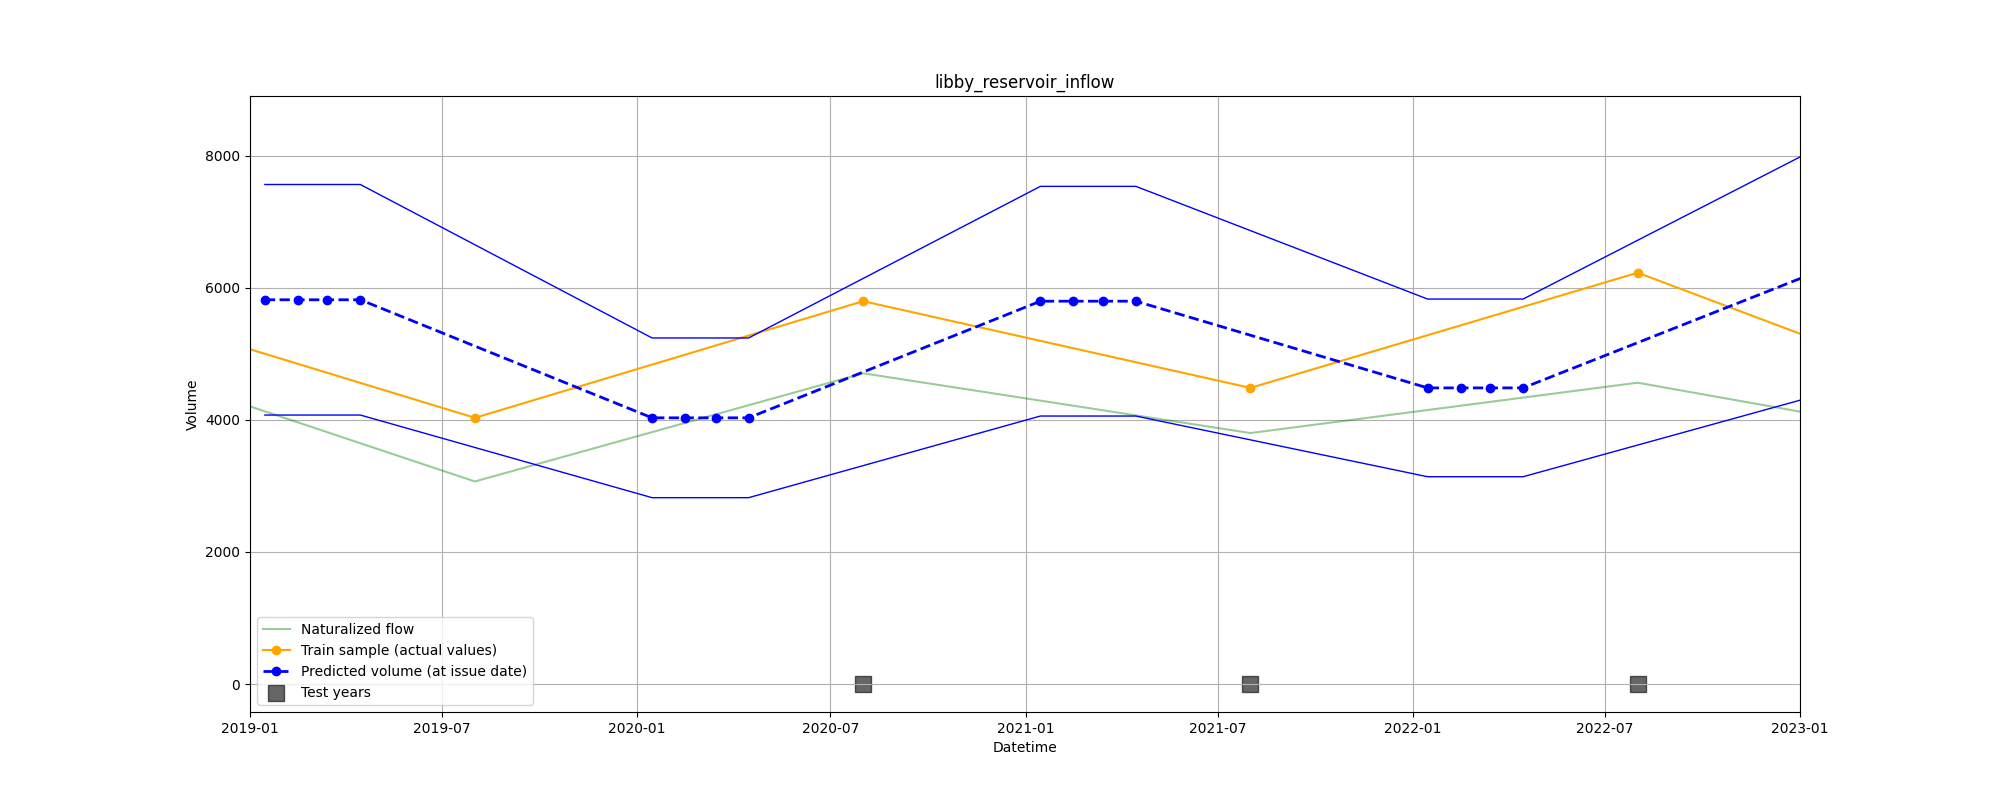 libby_reservoir_inflow
Volume
8000
6000
4000
2000
0
Naturalized flow
Train sample (actual values)
Predicted volume (at issue date)
Test years
2019-01 2019-07 2020-01 2020-07 2021-01 2021-07 2022-01 2022-07 2023-01
Datetime